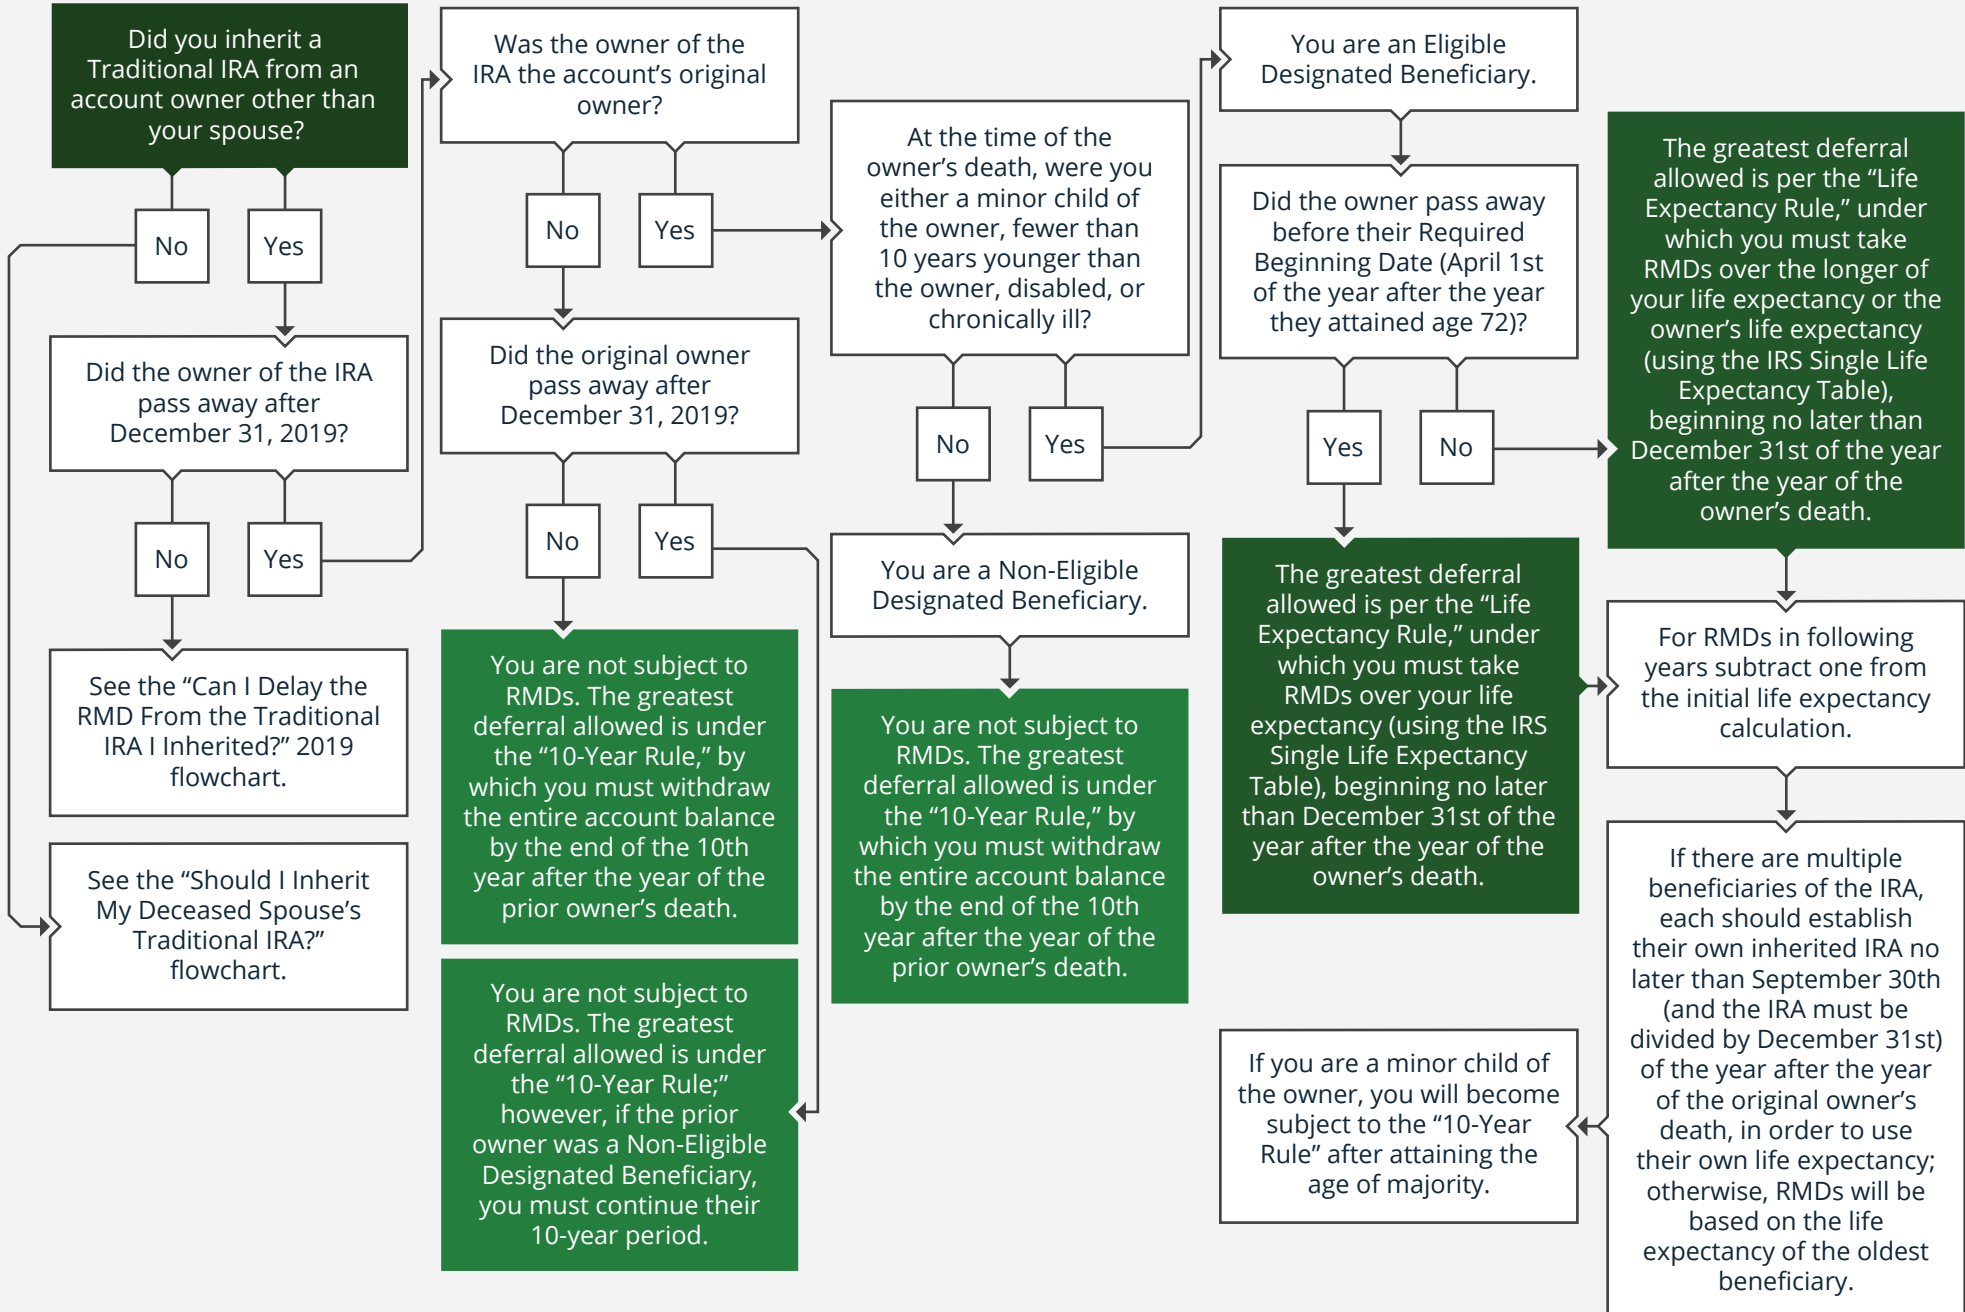 Did you inherit a
Traditional IRA from an
account owner other than
your spouse?
No
Yes
Did the owner of the IRA
pass away after
December 31, 2019?
No
Yes
See the “Can I Delay the
RMD From the Traditional
IRA I Inherited?” 2019
flowchart.
See the “Should I Inherit
My Deceased Spouse’s
Traditional IRA?”
flowchart.
Was the owner of the
IRA the account’s original
owner?
No
Yes
Did the original owner
pass away after
December 31, 2019?
No
Yes
You are not subject to
RMDs. The greatest
deferral allowed is under
the “10-Year Rule,” by
which you must withdraw
the entire account balance
by the end of the 10th
year after the year of the
prior owner’s death.
You are not subject to
RMDs. The greatest
deferral allowed is under
the “10-Year Rule;”
however, if the prior
owner was a Non-Eligible
Designated Beneficiary,
you must continue their
10-year period.
At the time of the
owner’s death, were you
either a minor child of
the owner, fewer than
10 years younger than
the owner, disabled, or
chronically ill?
No
Yes
You are a Non-Eligible
Designated Beneficiary.
You are not subject to
RMDs. The greatest
deferral allowed is under
the “10-Year Rule,” by
which you must withdraw
the entire account balance
by the end of the 10th
year after the year of the
prior owner’s death.
You are an Eligible
Designated Beneficiary.
Did the owner pass away
before their Required
Beginning Date (April 1st
of the year after the year
they attained age 72)?
Yes
No
The greatest deferral
allowed is per the “Life
Expectancy Rule,” under
which you must take
RMDs over your life
expectancy (using the IRS
Single Life Expectancy
Table), beginning no later
than December 31st of the
year after the year of the
owner’s death.
The greatest deferral
allowed is per the “Life
Expectancy Rule,” under
which you must take
RMDs over the longer of
your life expectancy or the
owner’s life expectancy
(using the IRS Single Life
Expectancy Table),
beginning no later than
December 31st of the year
after the year of the
owner’s death.
For RMDs in following
years subtract one from
the initial life expectancy
calculation.
If there are multiple
beneficiaries of the IRA,
each should establish
their own inherited IRA no
later than September 30th
(and the IRA must be
divided by December 31st)
of the year after the year
of the original owner’s
death, in order to use
their own life expectancy;
otherwise, RMDs will be
based on the life
expectancy of the oldest
beneficiary.
If you are a minor child of
the owner, you will become
subject to the “10-Year
Rule” after attaining the
age of majority.